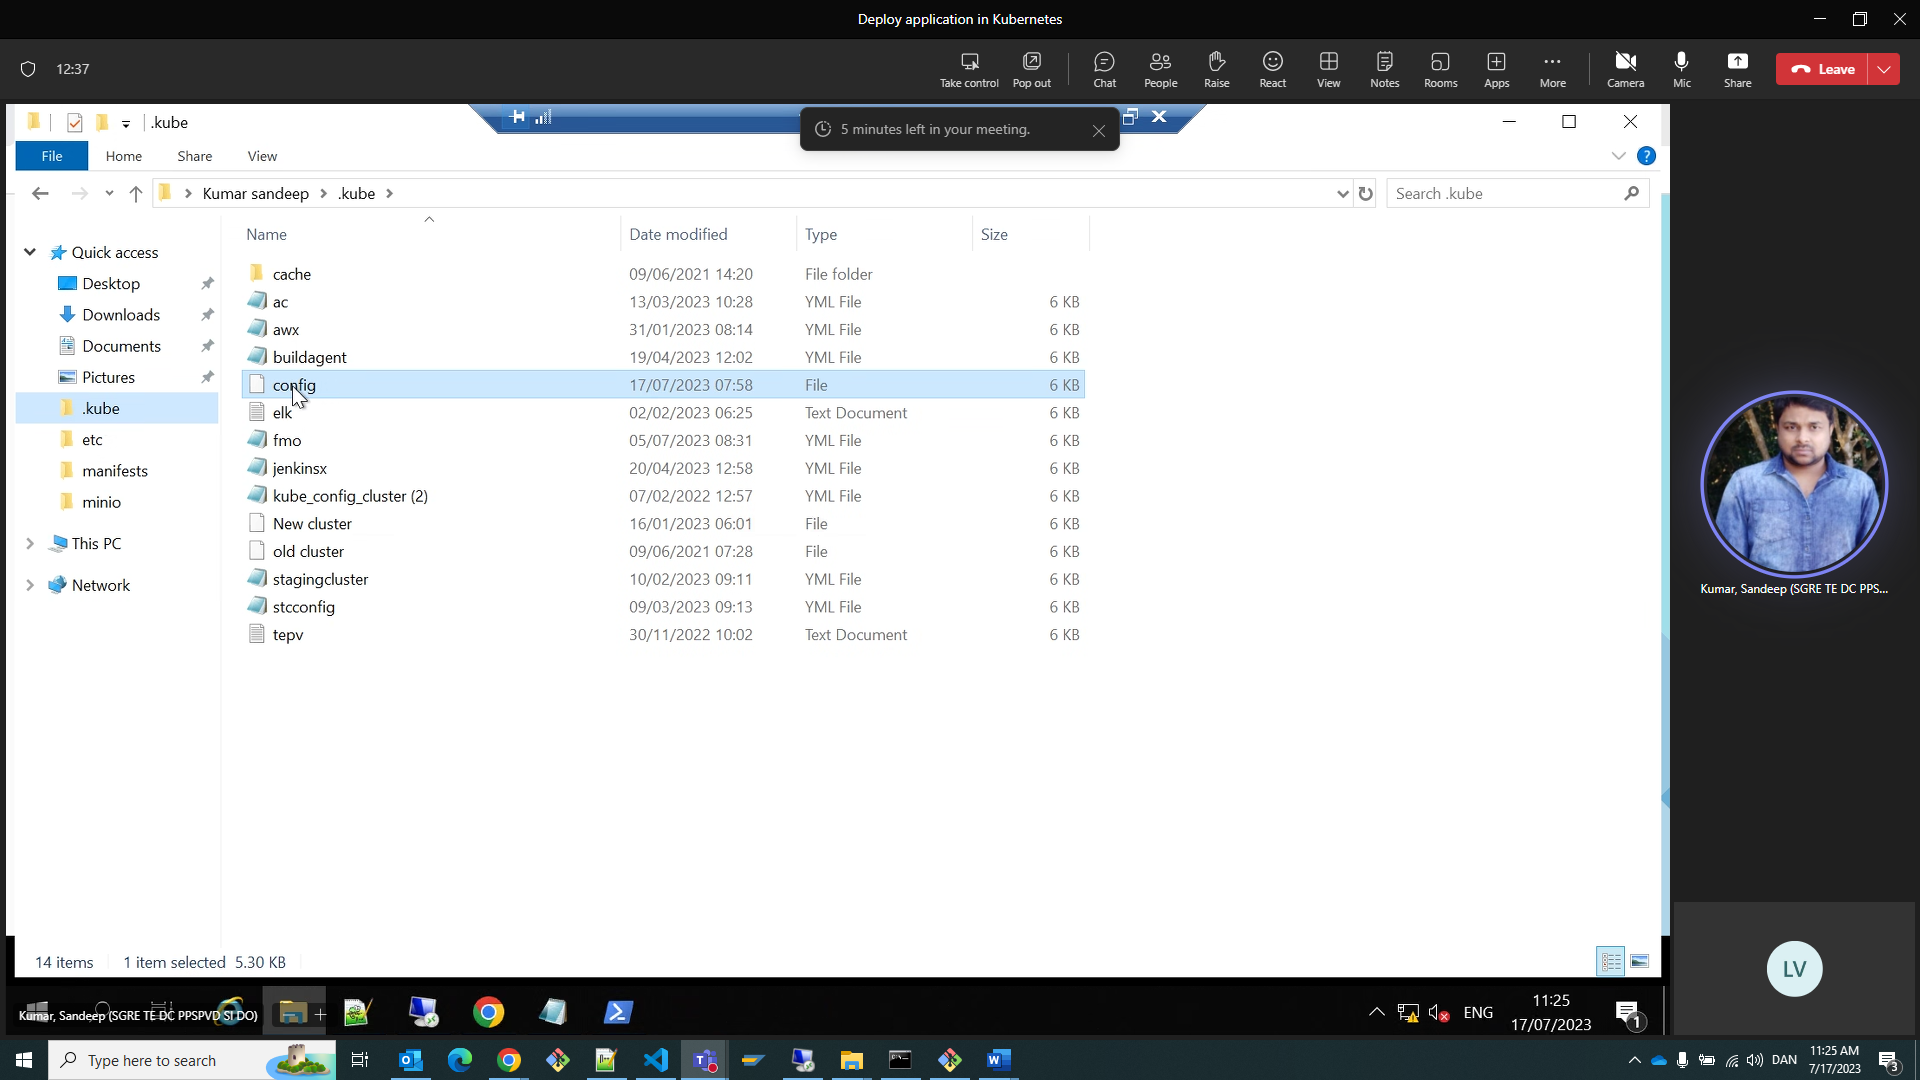 Deploy application in Kubernetes
12:37
Take control
Pop out
Chat
People
Raise
React
View
Notes
Rooms
Apps
More
Camera
Mic
Share
Leave
.kube
5 minutes left in your meeting.
File
Home
Share
View
Kumar sandeep
.kube
Search .kube
Name
Date modified
Type
Size
Quick access
Desktop
Downloads
Documents
Pictures
.kube
etc
manifests
minio
This PC
Network
cache 09/06/2021 14:20 File folder
ac 13/03/2023 10:28 YML File 6 KB
awx 31/01/2023 08:14 YML File 6 KB
buildagent 19/04/2023 12:02 YML File 6 KB
config 17/07/2023 07:58 File 6 KB
elk 02/02/2023 06:25 Text Document 6 KB
fmo 05/07/2023 08:31 YML File 6 KB
jenkinsx 20/04/2023 12:58 YML File 6 KB
kube_config_cluster (2) 07/02/2022 12:57 YML File 6 KB
New cluster 16/01/2023 06:01 File 6 KB
old cluster 09/06/2021 07:28 File 6 KB
stagingcluster 10/02/2023 09:11 YML File 6 KB
stcconfig 09/03/2023 09:13 YML File 6 KB
tepv 30/11/2022 10:02 Text Document 6 KB
Kumar, Sandeep (SGRE TE DC PPS...
LV
14 items 1 item selected 5.30 KB
Kumar, Sandeep (SGRE TE DC PPSPVD SI DO)
ENG
11:25
17/07/2023
1
Type here to search
DAN
11:25 AM
7/17/2023
3